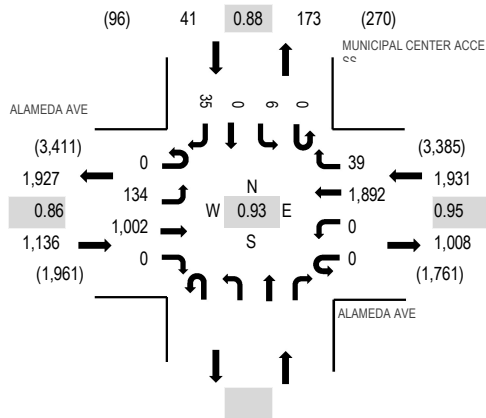 (96) 41 0.88 173 (270)
MUNICIPAL CENTER ACCE
SS
ALAMEDA AVE
35 0 6 0
(3,411) 0 39 (3,385)
1,927 134 N 1,892 1,931
0.86 W 0.93 E 0.95
1,136 1,002 S 0 1,008
(1,961) 0 0 (1,761)
ALAMEDA AVE